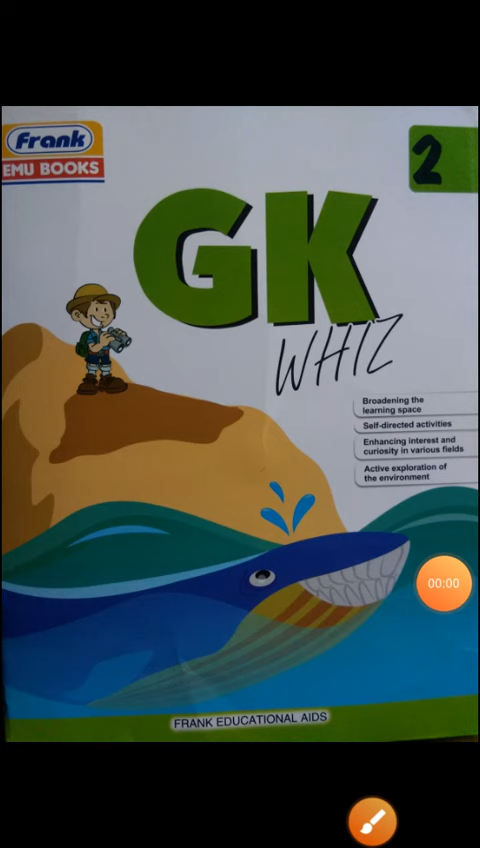 Frank
EMU BOOKS
2
GK
WHIZ
Broadening the
learning space
Self-directed activities
Enhancing interest and
curiosity in various fields
Active exploration of
the environment
00:00
FRANK EDUCATIONAL AIDS